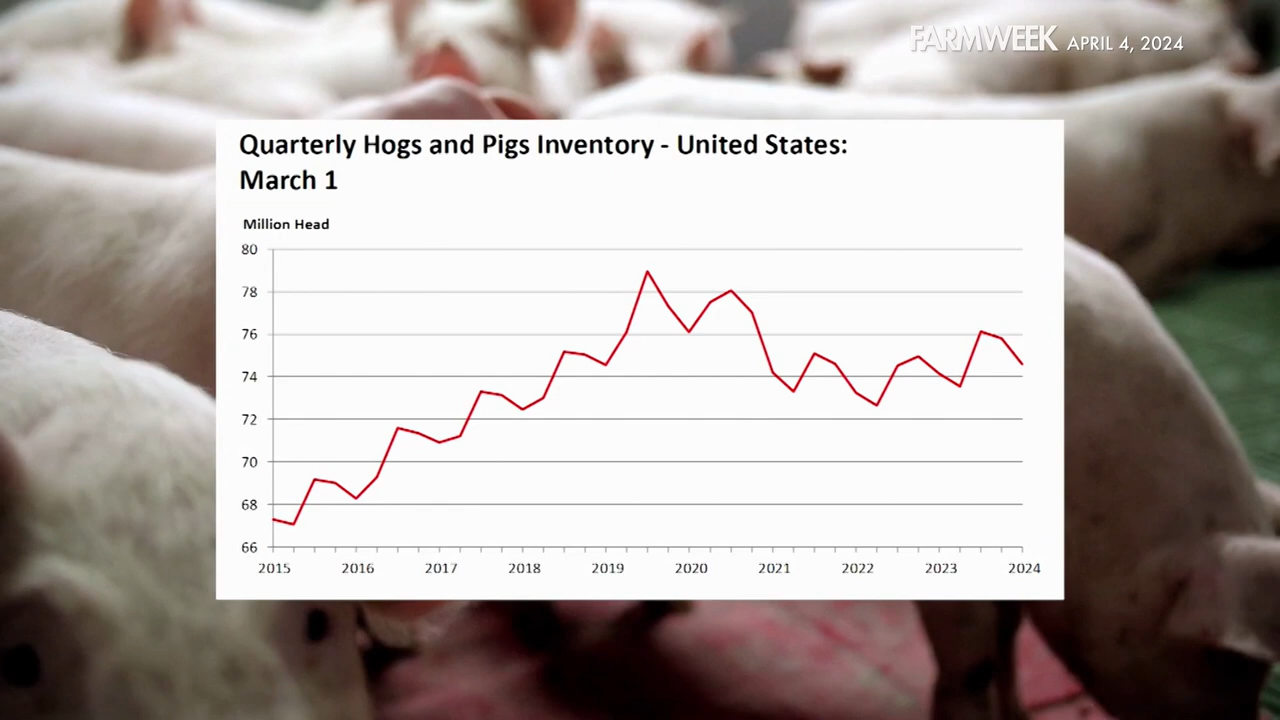 FARMWEEK APRIL 4, 2024
Quarterly Hogs and Pigs Inventory - United States:
March 1
Million Head
80
78
76
74
72
70
68
66
2015 2016 2017 2018 2019 2020 2021 2022 2023 2024